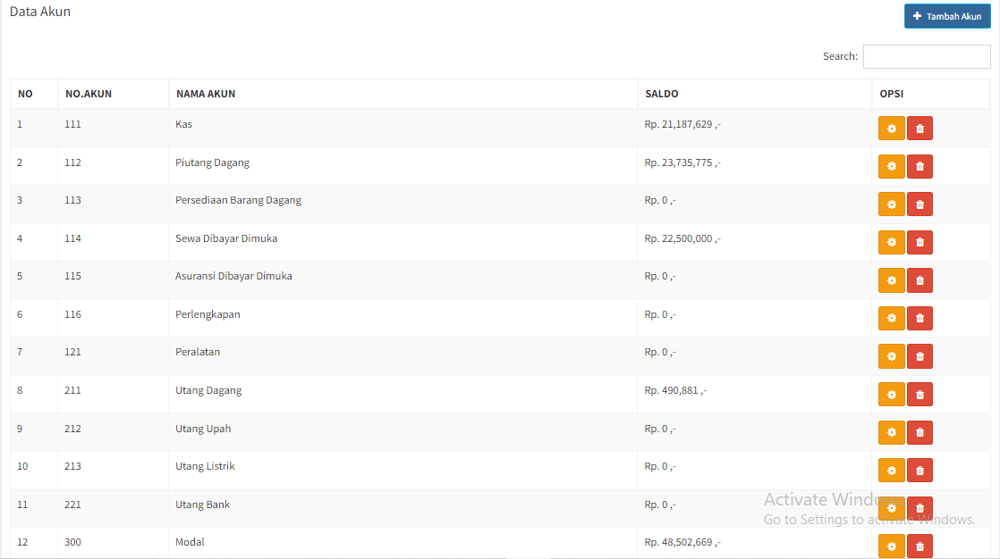 Data Akun
Tambah Akun
Search:
NO NO.AKUN NAMA AKUN SALDO OPSI
1 111 Kas Rp. 21,187,629 ,-
2 112 Piutang Dagang Rp. 23,735,775 ,-
3 113 Persediaan Barang Dagang Rp. 0 ,-
4 114 Sewa Dibayar Dimuka Rp. 22,500,000 ,-
5 115 Asuransi Dibayar Dimuka Rp. 0 ,-
6 116 Perlengkapan Rp. 0 ,-
7 121 Peralatan Rp. 0 ,-
8 211 Utang Dagang Rp. 490,881 ,-
9 212 Utang Upah Rp. 0 ,-
10 213 Utang Listrik Rp. 0 ,-
11 221 Utang Bank Rp. 0 ,-
Activate Windows
Go to Settings to activate Windows.
12 300 Modal Rp. 48,502,669 ,-